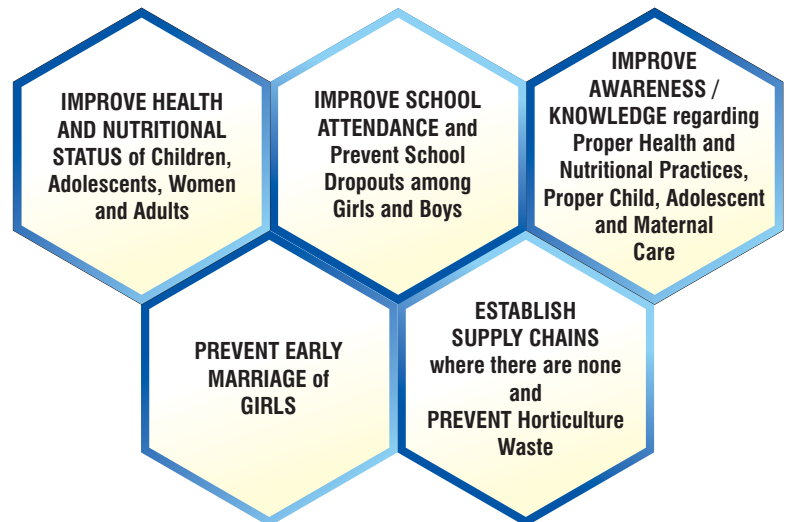 IMPROVE HEALTH
AND NUTRITIONAL
STATUS of Children,
Adolescents, Women
and Adults
IMPROVE SCHOOL
ATTENDANCE and
Prevent School
Dropouts among
Girls and Boys
IMPROVE
AWARENESS /
KNOWLEDGE regarding
Proper Health and
Nutritional Practices,
Proper Child, Adolescent
and Maternal
Care
PREVENT EARLY
MARRIAGE of
GIRLS
ESTABLISH
SUPPLY CHAINS
where there are none
and
PREVENT Horticulture
Waste